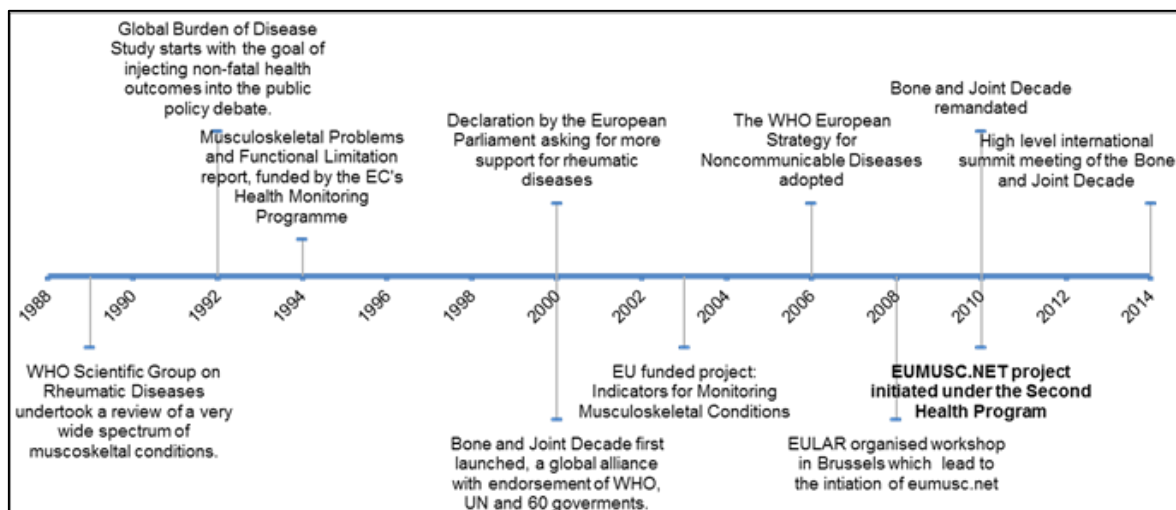 Global Burden of Disease
Study starts with the goal of
injecting non-fatal health
outcomes into the public
policy debate.
Musculoskeletal Problems
and Functional Limitation
report, funded by the EC's
Health Monitoring
Programme
Declaration by the European
Parliament asking for more
support for rheumatic
diseases
The WHO European
Strategy for
Noncommunicable Diseases
adopted
Bone and Joint Decade
remandated
High level international
summit meeting of the Bone
and Joint Decade
1988
1990
1992
1994
1996
1998
2000
2002
2004
2006
2008
2010
2012
2014
WHO Scientific Group on
Rheumatic Diseases
undertook a review of a very
wide spectrum of
muscoskeltal conditions.
Bone and Joint Decade first
launched, a global alliance
with endorsement of WHO,
UN and 60 goverments.
EU funded project:
Indicators for Monitoring
Musculoskeletal Conditions
EULAR organised workshop
in Brussels which lead to
the intiation of eumusc.net
EUMUSC.NET project
initiated under the Second
Health Program